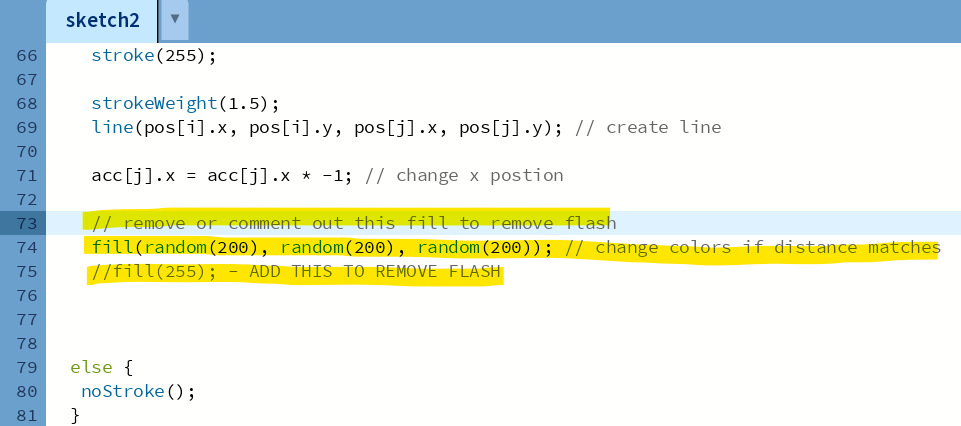 sketch2 ▼
66 stroke(255);
67
68 strokeWeight(1.5);
69 line(pos[i].x, pos[i].y, pos[j].x, pos[j].y); // create line
70
71 acc[j].x = acc[j].x * -1; // change x postion
72
73 // remove or comment out this fill to remove flash
74 fill(random(200), random(200), random(200)); // change colors if distance matches
75 //fill(255); - ADD THIS TO REMOVE FLASH
76
77
78
79 else {
80 noStroke();
81 }